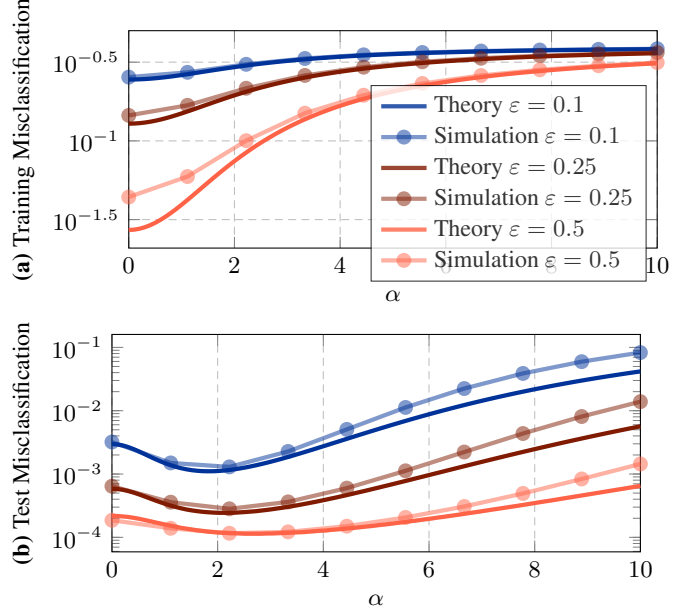 (a) Training Misclassification
10^{-0.5}
10^{-1}
10^{-1.5}
Theory ε = 0.1
Simulation ε = 0.1
Theory ε = 0.25
Simulation ε = 0.25
Theory ε = 0.5
Simulation ε = 0.5
0 2 4 6 8 10
α
(b) Test Misclassification
10^{-1}
10^{-2}
10^{-3}
10^{-4}
0 2 4 6 8 10
α